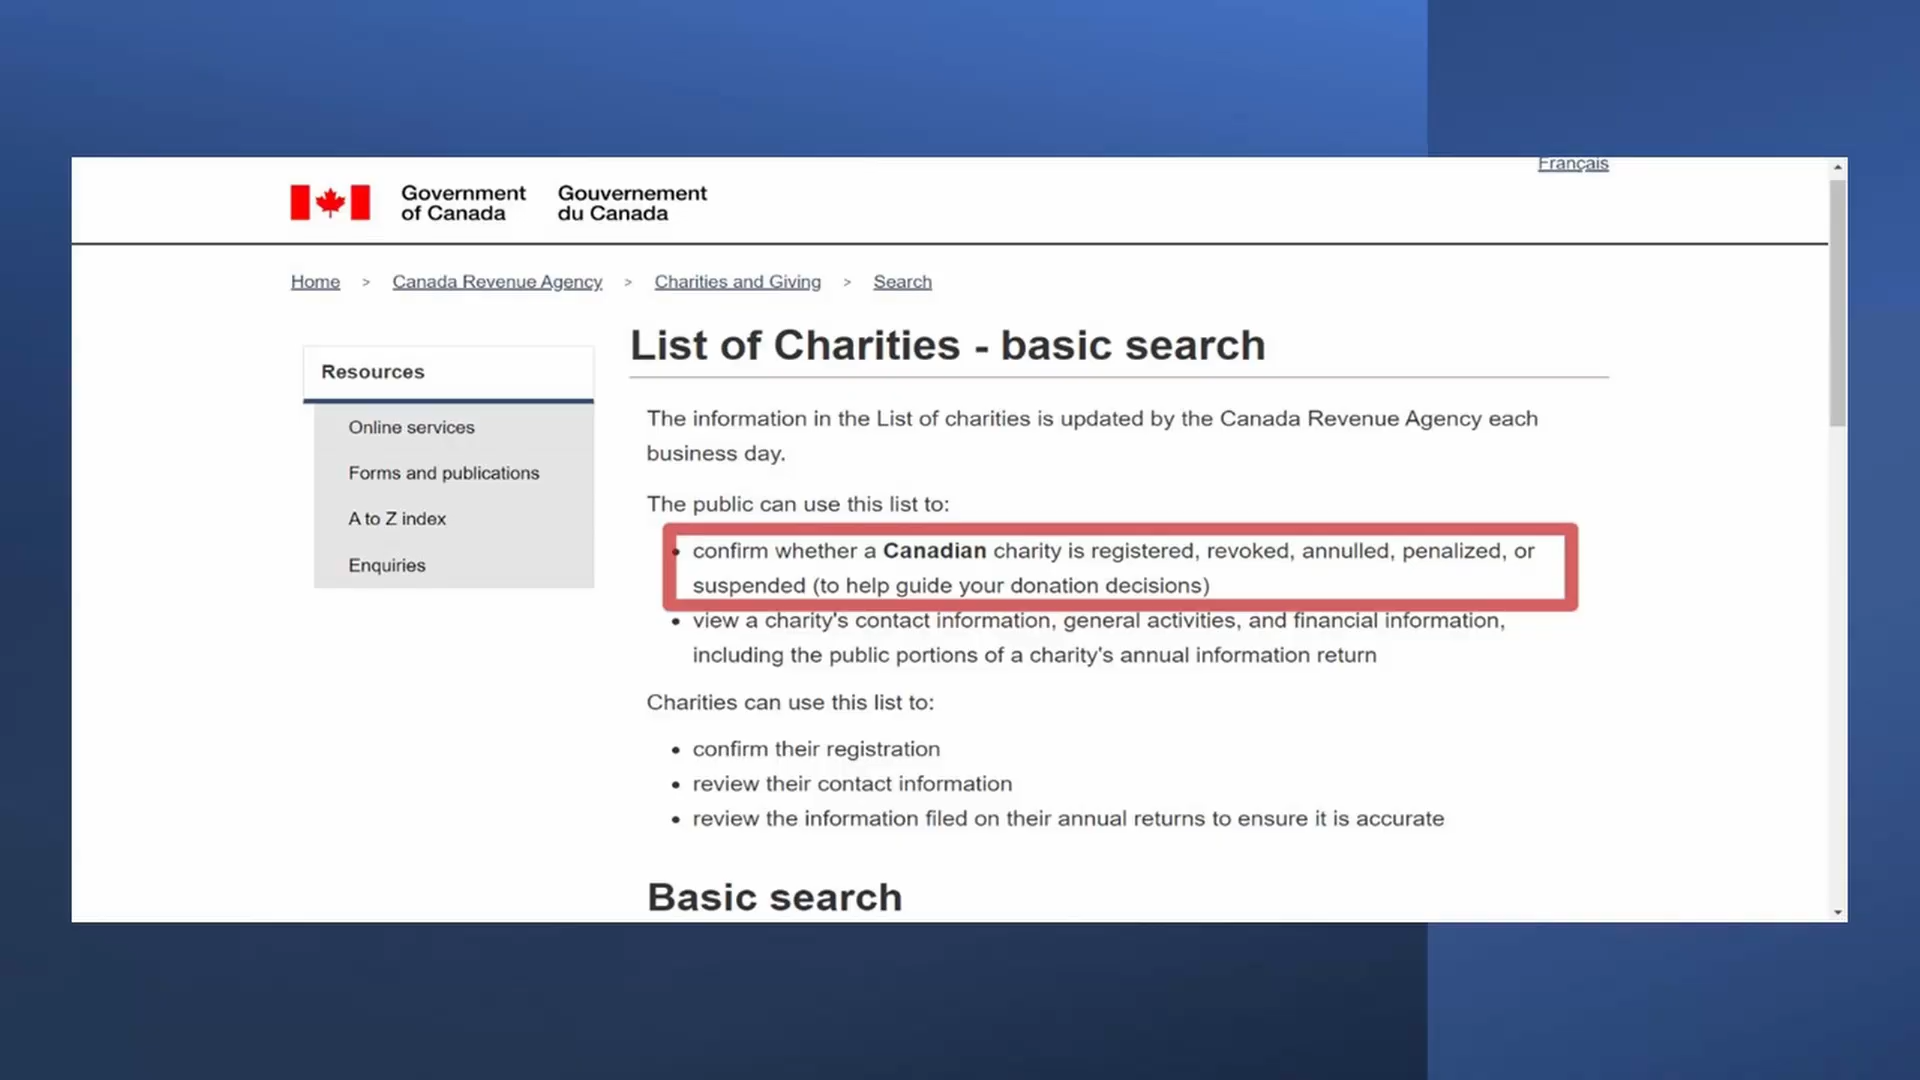 Français
Government of Canada
Gouvernement du Canada
Home > Canada Revenue Agency > Charities and Giving > Search
Resources
Online services
Forms and publications
A to Z index
Enquiries
List of Charities - basic search
The information in the List of charities is updated by the Canada Revenue Agency each
business day.
The public can use this list to:
• confirm whether a Canadian charity is registered, revoked, annulled, penalized, or
suspended (to help guide your donation decisions)
• view a charity's contact information, general activities, and financial information,
including the public portions of a charity's annual information return
Charities can use this list to:
• confirm their registration
• review their contact information
• review the information filed on their annual returns to ensure it is accurate
Basic search